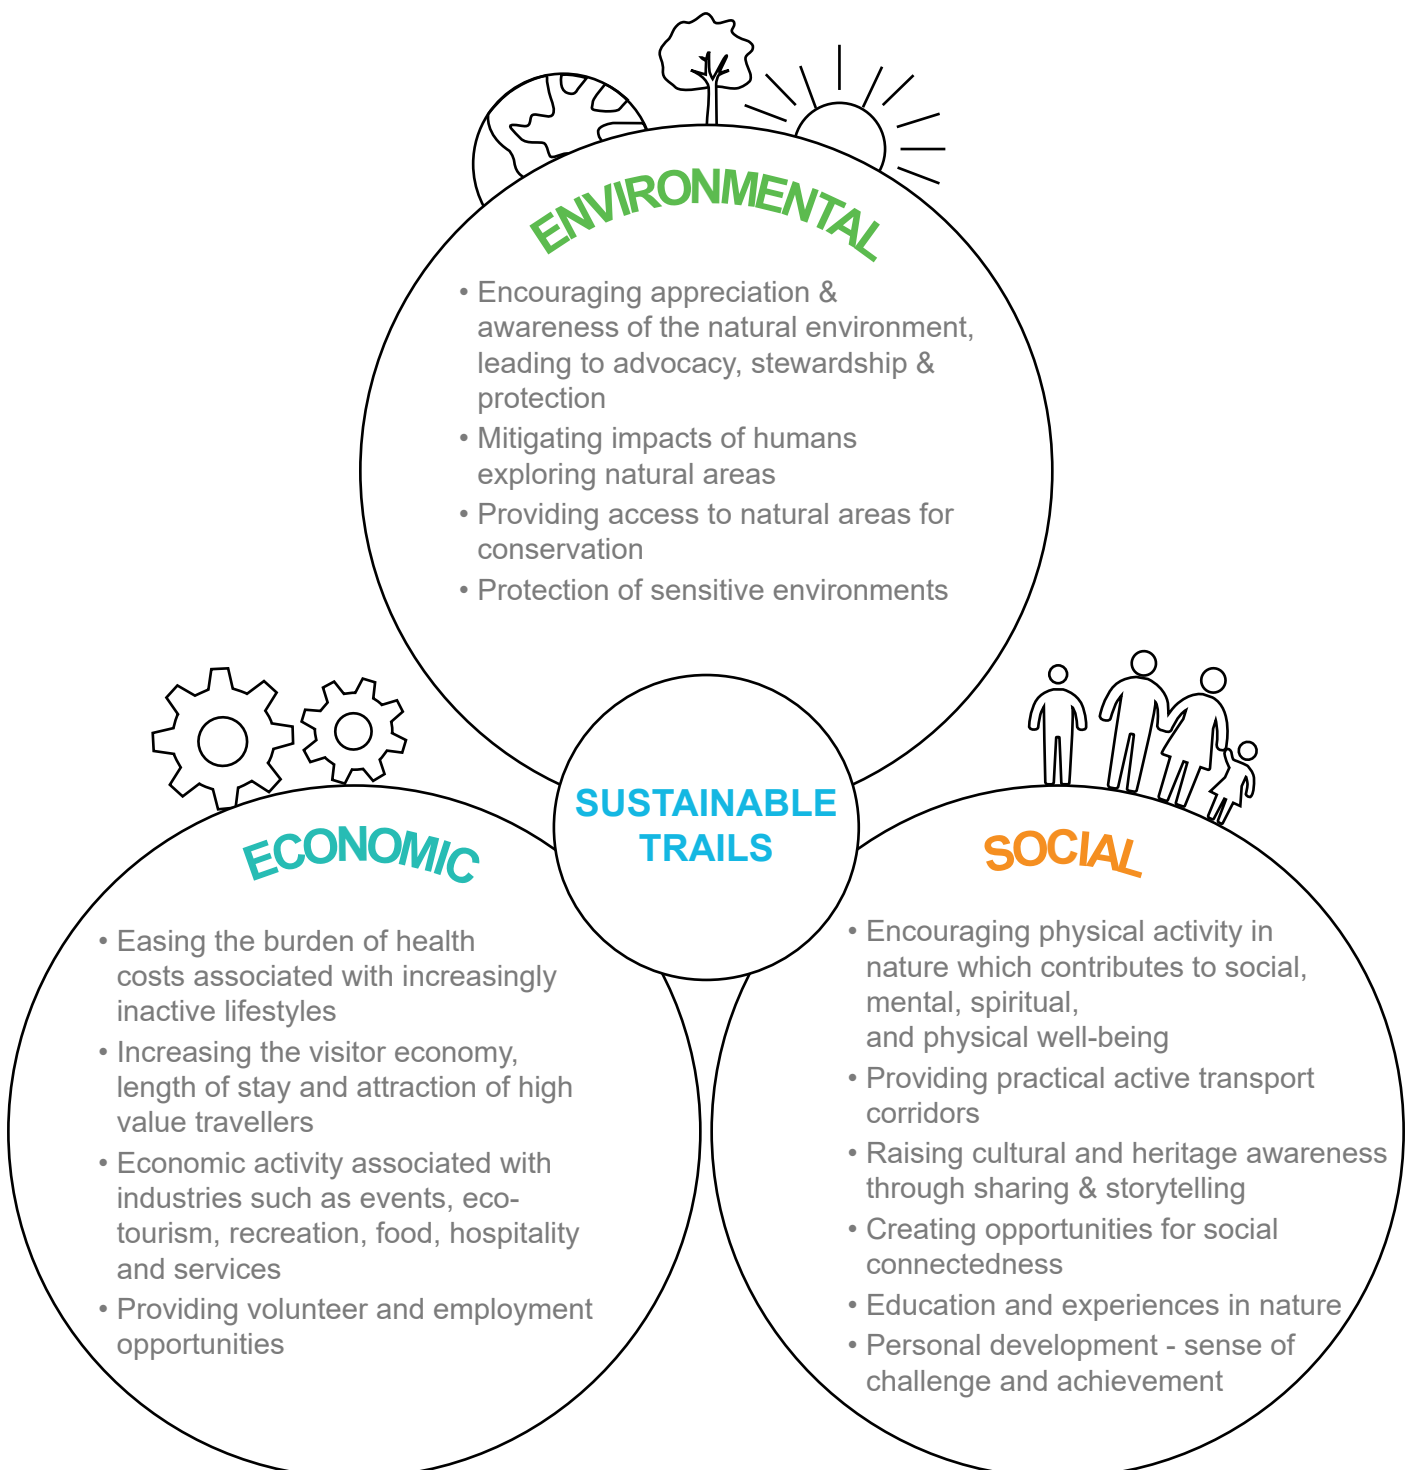 ENVIRONMENTAL
• Encouraging appreciation &
awareness of the natural environment,
leading to advocacy, stewardship &
protection
• Mitigating impacts of humans
exploring natural areas
• Providing access to natural areas for
conservation
• Protection of sensitive environments
SUSTAINABLE
TRAILS
ECONOMIC
• Easing the burden of health
costs associated with increasingly
inactive lifestyles
• Increasing the visitor economy,
length of stay and attraction of high
value travellers
• Economic activity associated with
industries such as events, eco-
tourism, recreation, food, hospitality
and services
• Providing volunteer and employment
opportunities
SOCIAL
• Encouraging physical activity in
nature which contributes to social,
mental, spiritual,
and physical well-being
• Providing practical active transport
corridors
• Raising cultural and heritage awareness
through sharing & storytelling
• Creating opportunities for social
connectedness
• Education and experiences in nature
• Personal development - sense of
challenge and achievement